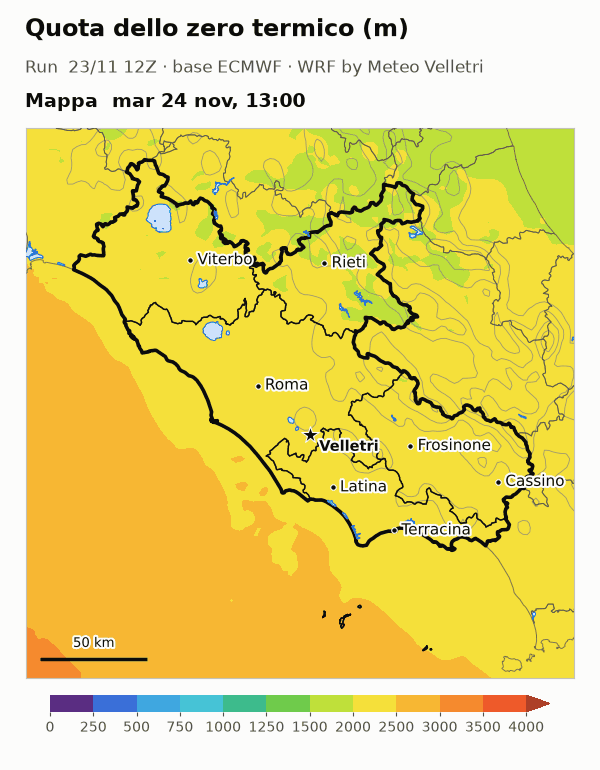 Quota dello zero termico (m)
Run  23/11 12Z · base ECMWF · WRF by Meteo Velletri
Mappa  mar 24 nov, 13:00
Viterbo
Rieti
Roma
Velletri
Frosinone
Latina
Cassino
Terracina
50 km
0 250 500 750 1000 1250 1500 2000 2500 3000 3500 4000